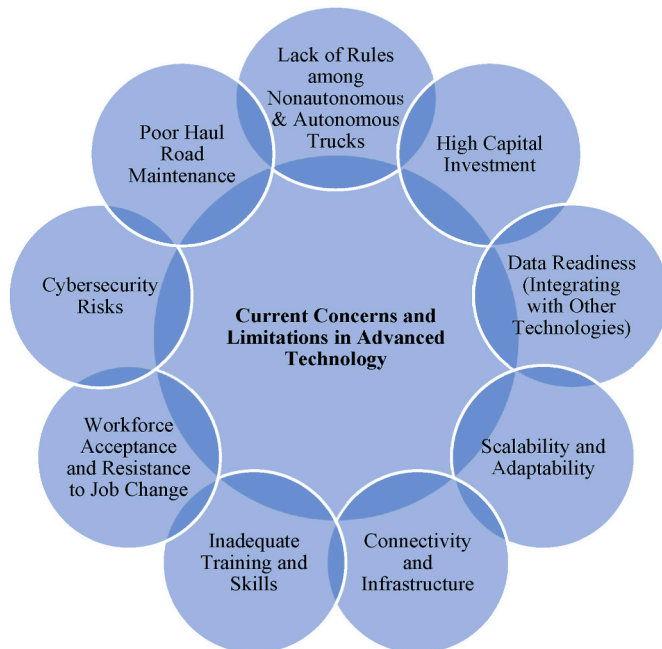 Lack of Rules
among
Nonautonomous
& Autonomous
Trucks
High Capital
Investment
Data Readiness
(Integrating
with Other
Technologies)
Scalability and
Adaptability
Connectivity
and
Infrastructure
Inadequate
Training and
Skills
Workforce
Acceptance
and Resistance
to Job Change
Cybersecurity
Risks
Poor Haul
Road
Maintenance
Current Concerns and
Limitations in Advanced
Technology